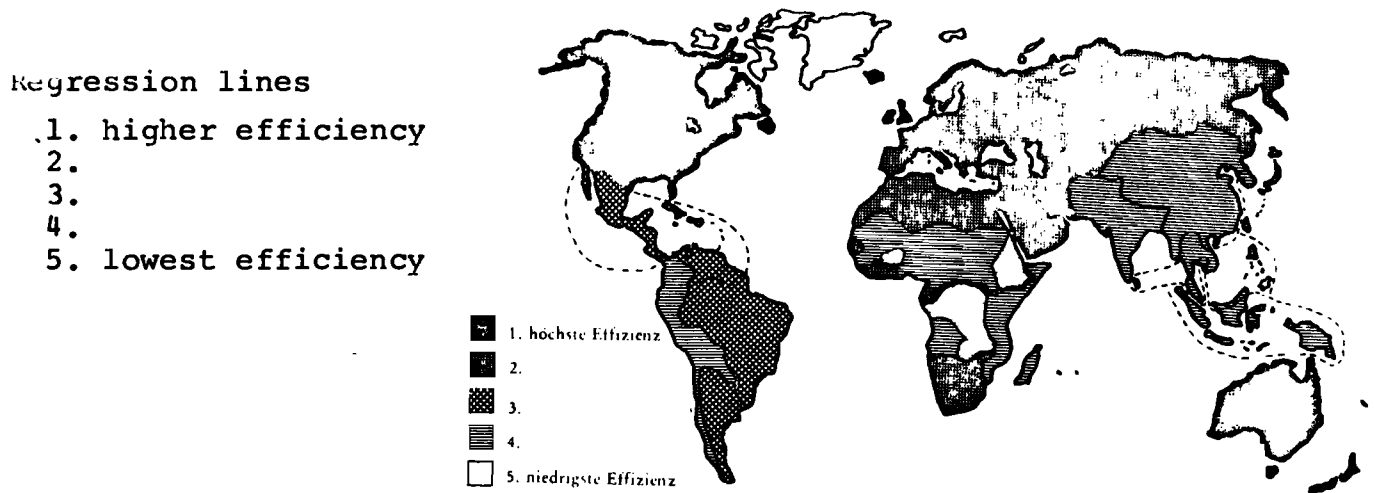 Regression lines
1. higher efficiency
2.
3.
4.
5. lowest efficiency
1. höchste Effizienz
2.
3.
4.
5. niedrigste Effizienz